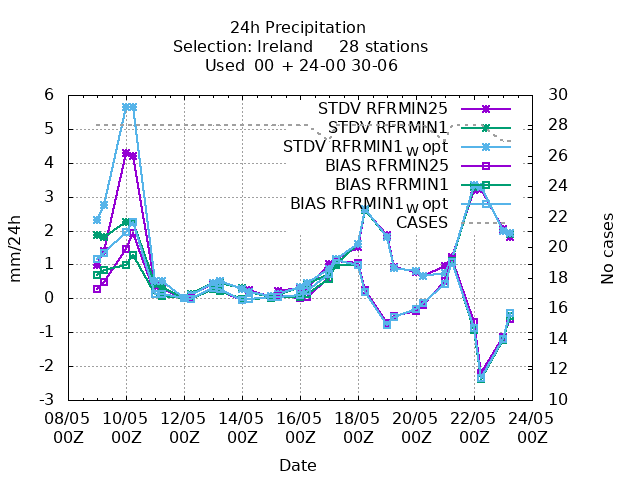 24h Precipitation
Selection: Ireland 28 stations
Used 00 + 24-00 30-06
mm/24h
6
5
4
3
2
1
0
-1
-2
-3
STDV RFRMIN25
STDV RFRMIN1
STDV RFRMIN1W opt
BIAS RFRMIN25
BIAS RFRMIN1
BIAS RFRMIN1W opt
CASES
30
28
26
24
22
20
18
16
14
12
10
No cases
08/05 10/05 12/05 14/05 16/05 18/05 20/05 22/05 24/05
00Z 00Z 00Z 00Z 00Z 00Z 00Z 00Z 00Z
Date